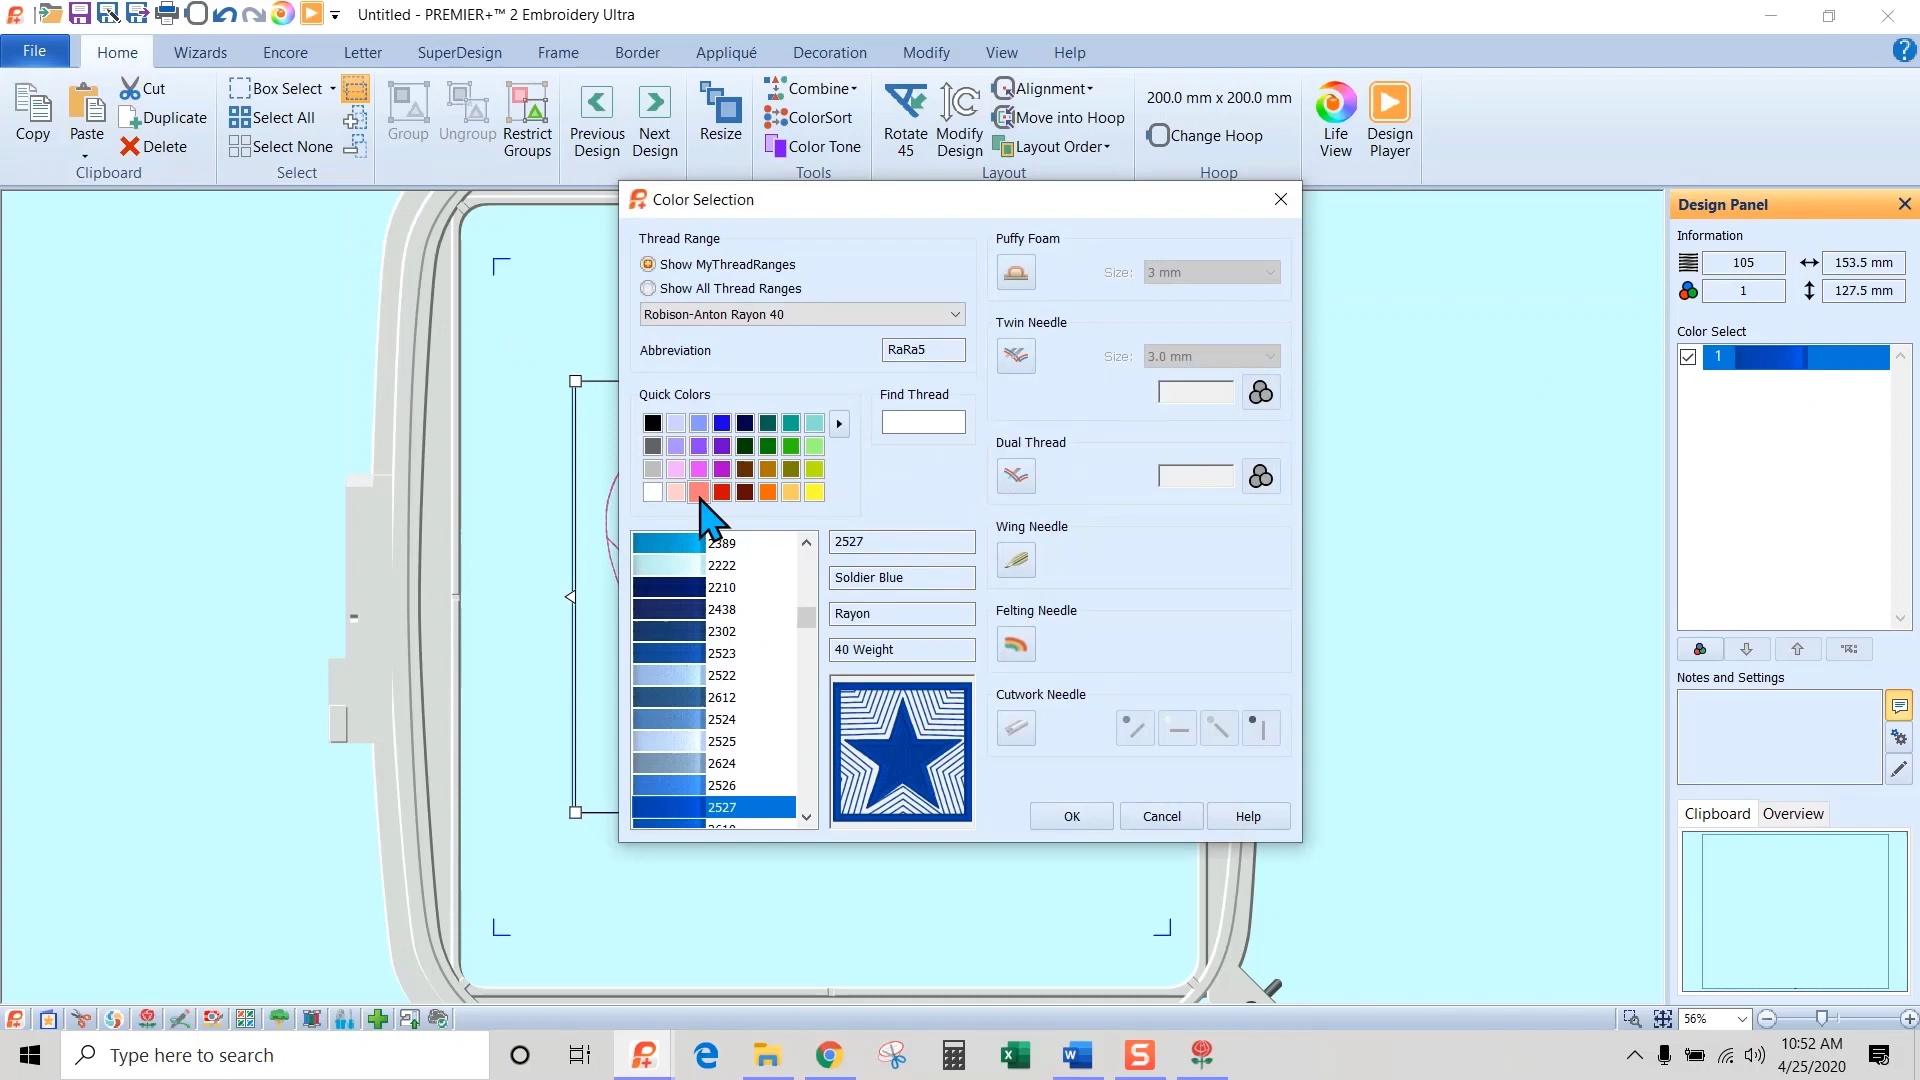 Untitled - PREMIER+™ 2 Embroidery Ultra
File
Home
Wizards
Encore
Letter
SuperDesign
Frame
Border
Appliqué
Decoration
Modify
View
Help
Copy
Paste
Cut
Duplicate
Delete
Clipboard
Box Select
Select All
Select None
Select
Group
Ungroup
Restrict
Groups
Previous
Design
Next
Design
Resize
Combine
ColorSort
Color Tone
Tools
Rotate
45
Modify
Design
Alignment
Move into Hoop
Layout Order
Layout
200.0 mm x 200.0 mm
Change Hoop
Hoop
Life
View
Design
Player
Color Selection
Thread Range
Show MyThreadRanges
Show All Thread Ranges
Robison-Anton Rayon 40
Abbreviation
RaRa5
Quick Colors
Find Thread
2389
2222
2210
2438
2302
2523
2522
2612
2524
2525
2624
2526
2527
2527
Soldier Blue
Rayon
40 Weight
Puffy Foam
Size:
3 mm
Twin Needle
Size:
3.0 mm
Dual Thread
Wing Needle
Felting Needle
Cutwork Needle
OK
Cancel
Help
Design Panel
Information
105
153.5 mm
1
127.5 mm
Color Select
1
Notes and Settings
Clipboard
Overview
56%
Type here to search
10:52 AM
4/25/2020